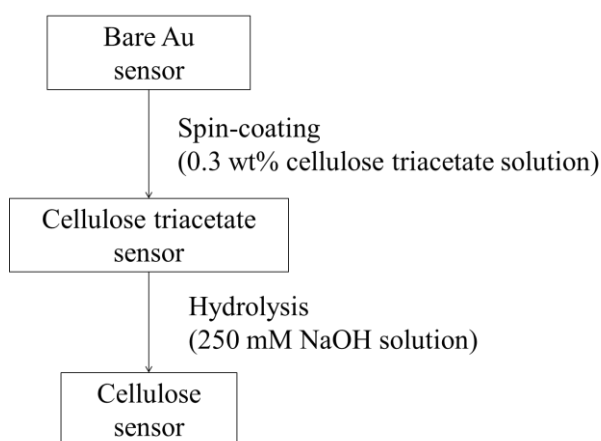 Bare Au
sensor
Spin-coating
(0.3 wt% cellulose triacetate solution)
Cellulose triacetate
sensor
Hydrolysis
(250 mM NaOH solution)
Cellulose
sensor